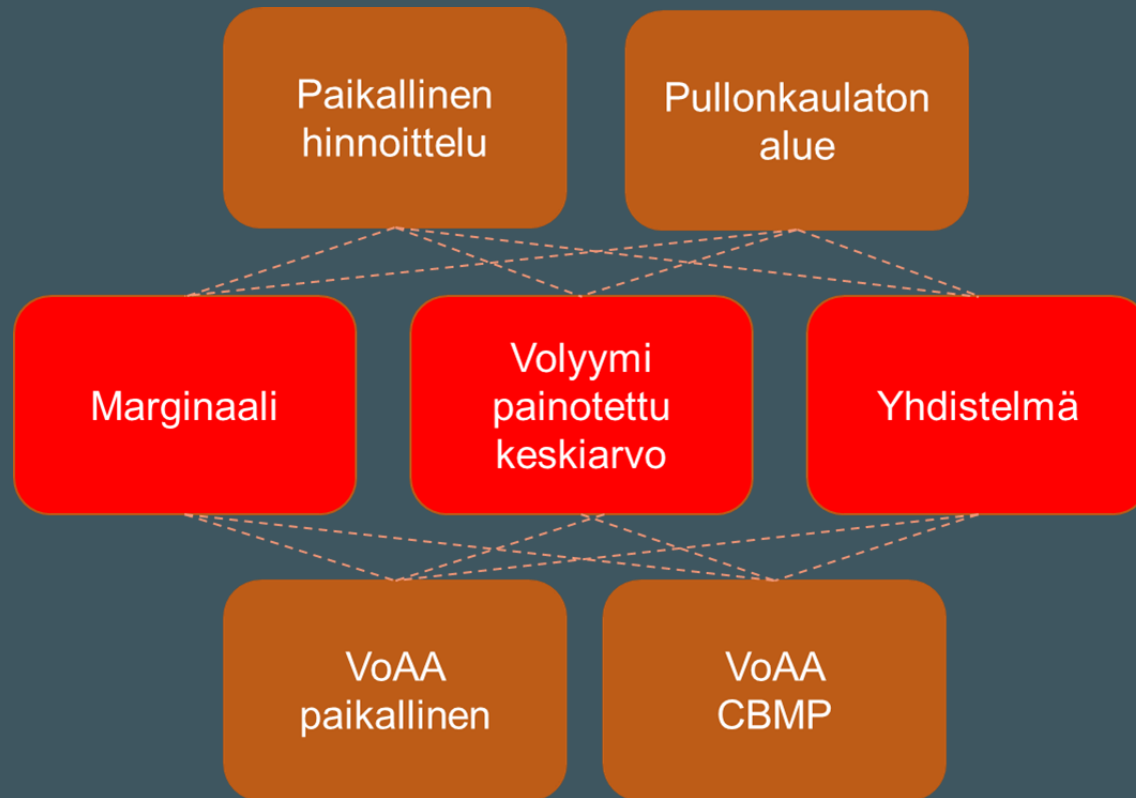 Paikallinen
hinnoittelu
Pullonkaulaton
alue
Marginaali
Volyymi
painotettu
keskiarvo
Yhdistelmä
VoAA
paikallinen
VoAA
CBMP